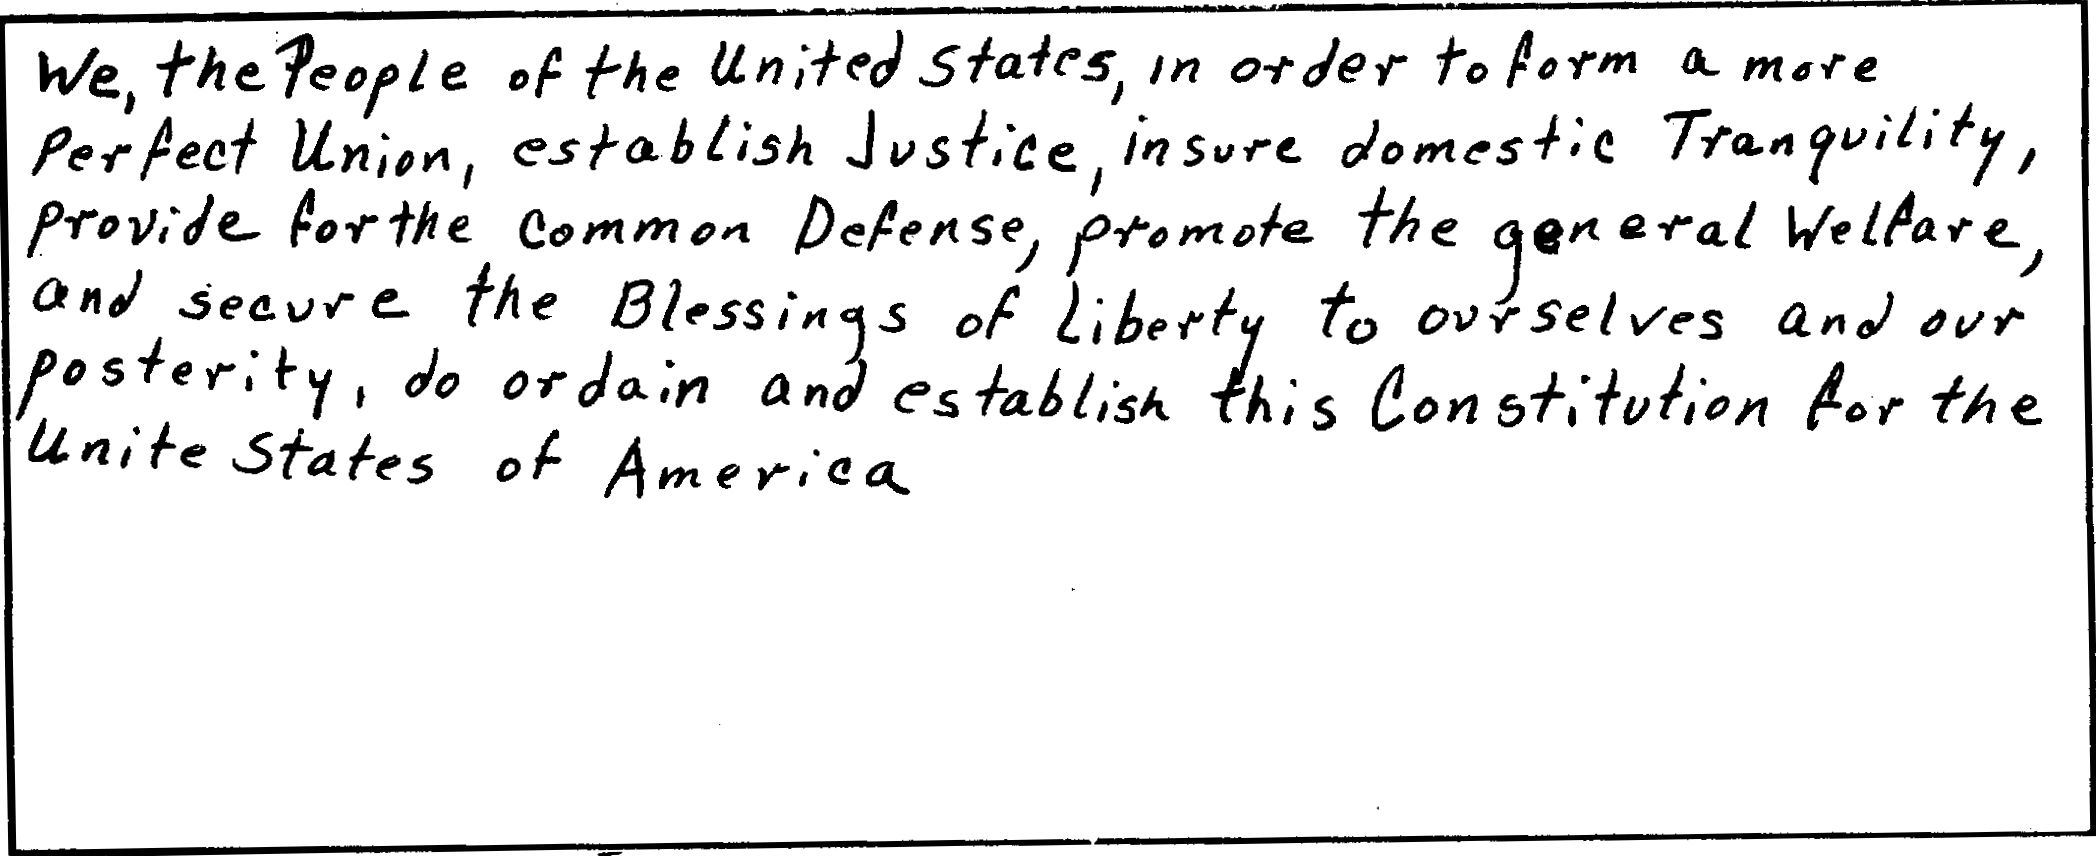 We, the People of the United States, in order to form a more
perfect Union, establish Justice, insure domestic Tranquility,
provide for the common Defense, promote the general Welfare,
and secure the Blessings of Liberty to ourselves and our
posterity, do ordain and establish this Constitution for the
Unite States of America